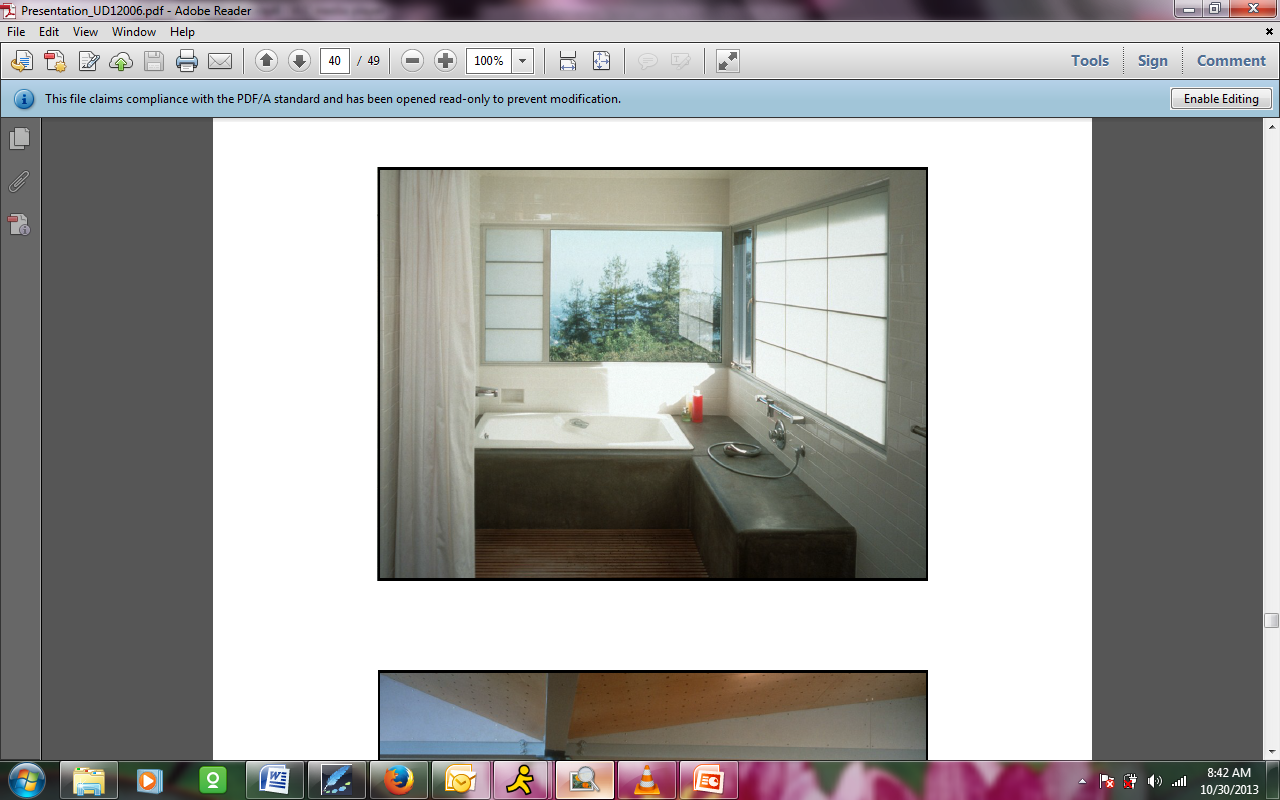 Presentation_UD12006.pdf - Adobe Reader
File Edit View Window Help
40 / 49 100% Tools Sign Comment
This file claims compliance with the PDF/A standard and has been opened read-only to prevent modification. Enable Editing
8:42 AM
10/30/2013